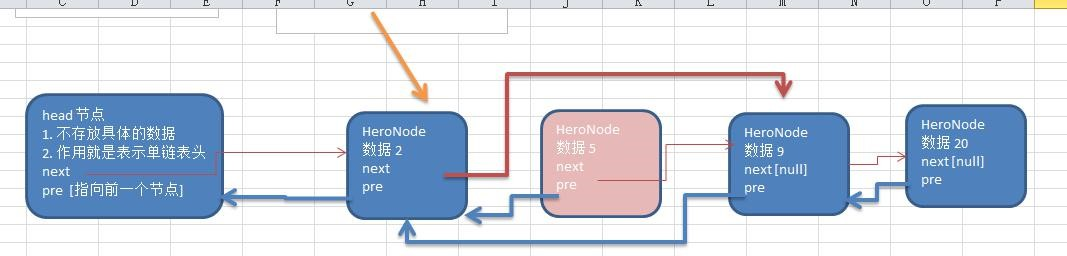 C D E F G H I J K L M N O P
head 节点
1. 不存放具体的数据
2. 作用就是表示单链表头
next
pre [指向前一个节点]
HeroNode
数据 2
next
pre
HeroNode
数据 5
next
pre
HeroNode
数据 9
next [null]
pre
HeroNode
数据 20
next [null]
pre